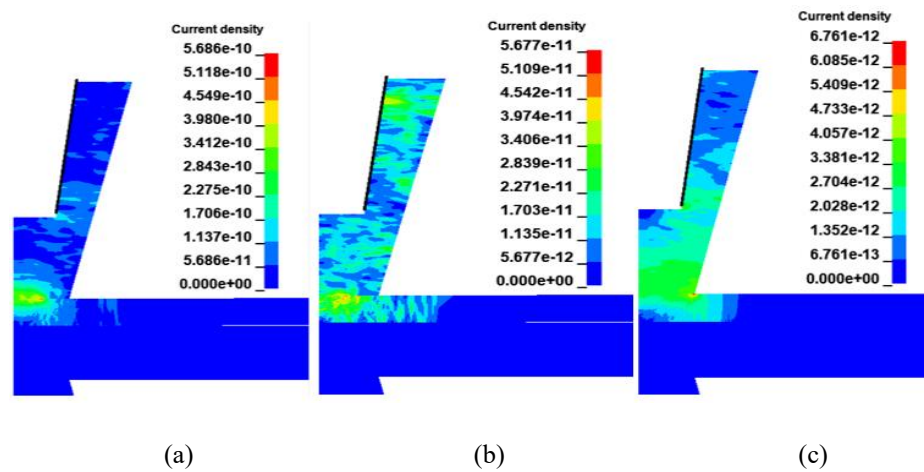 Current density
5.686e-10
5.118e-10
4.549e-10
3.980e-10
3.412e-10
2.843e-10
2.275e-10
1.706e-10
1.137e-10
5.686e-11
0.000e+00
Current density
5.677e-11
5.109e-11
4.542e-11
3.974e-11
3.406e-11
2.839e-11
2.271e-11
1.703e-11
1.135e-11
5.677e-12
0.000e+00
Current density
6.761e-12
6.085e-12
5.409e-12
4.733e-12
4.057e-12
3.381e-12
2.704e-12
2.028e-12
1.352e-12
6.761e-13
0.000e+00
(a) (b) (c)